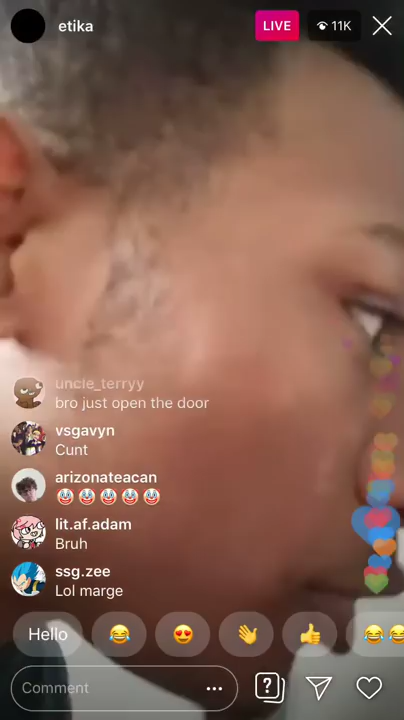 etika
LIVE
11K
uncle_terryy
bro just open the door
vsgavyn
Cunt
arizonateacan
🤡🤡🤡🤡🤡
lit.af.adam
Bruh
ssg.zee
Lol marge
Hello
Comment